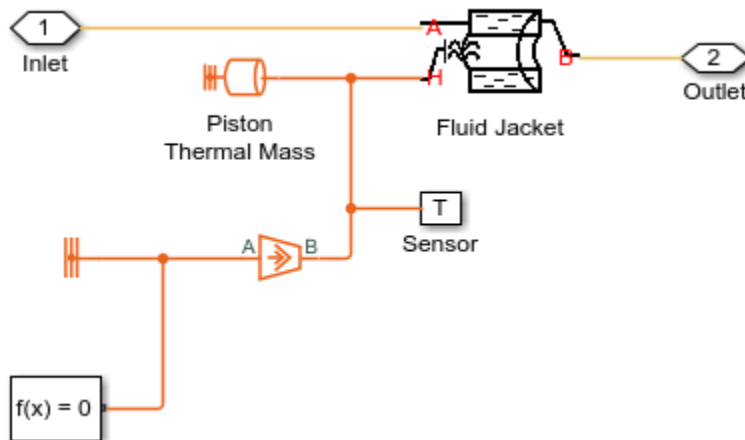 1
A
Inlet
H
B
2
Outlet
Piston
Thermal Mass
Fluid Jacket
T
Sensor
A
B
f(x) = 0